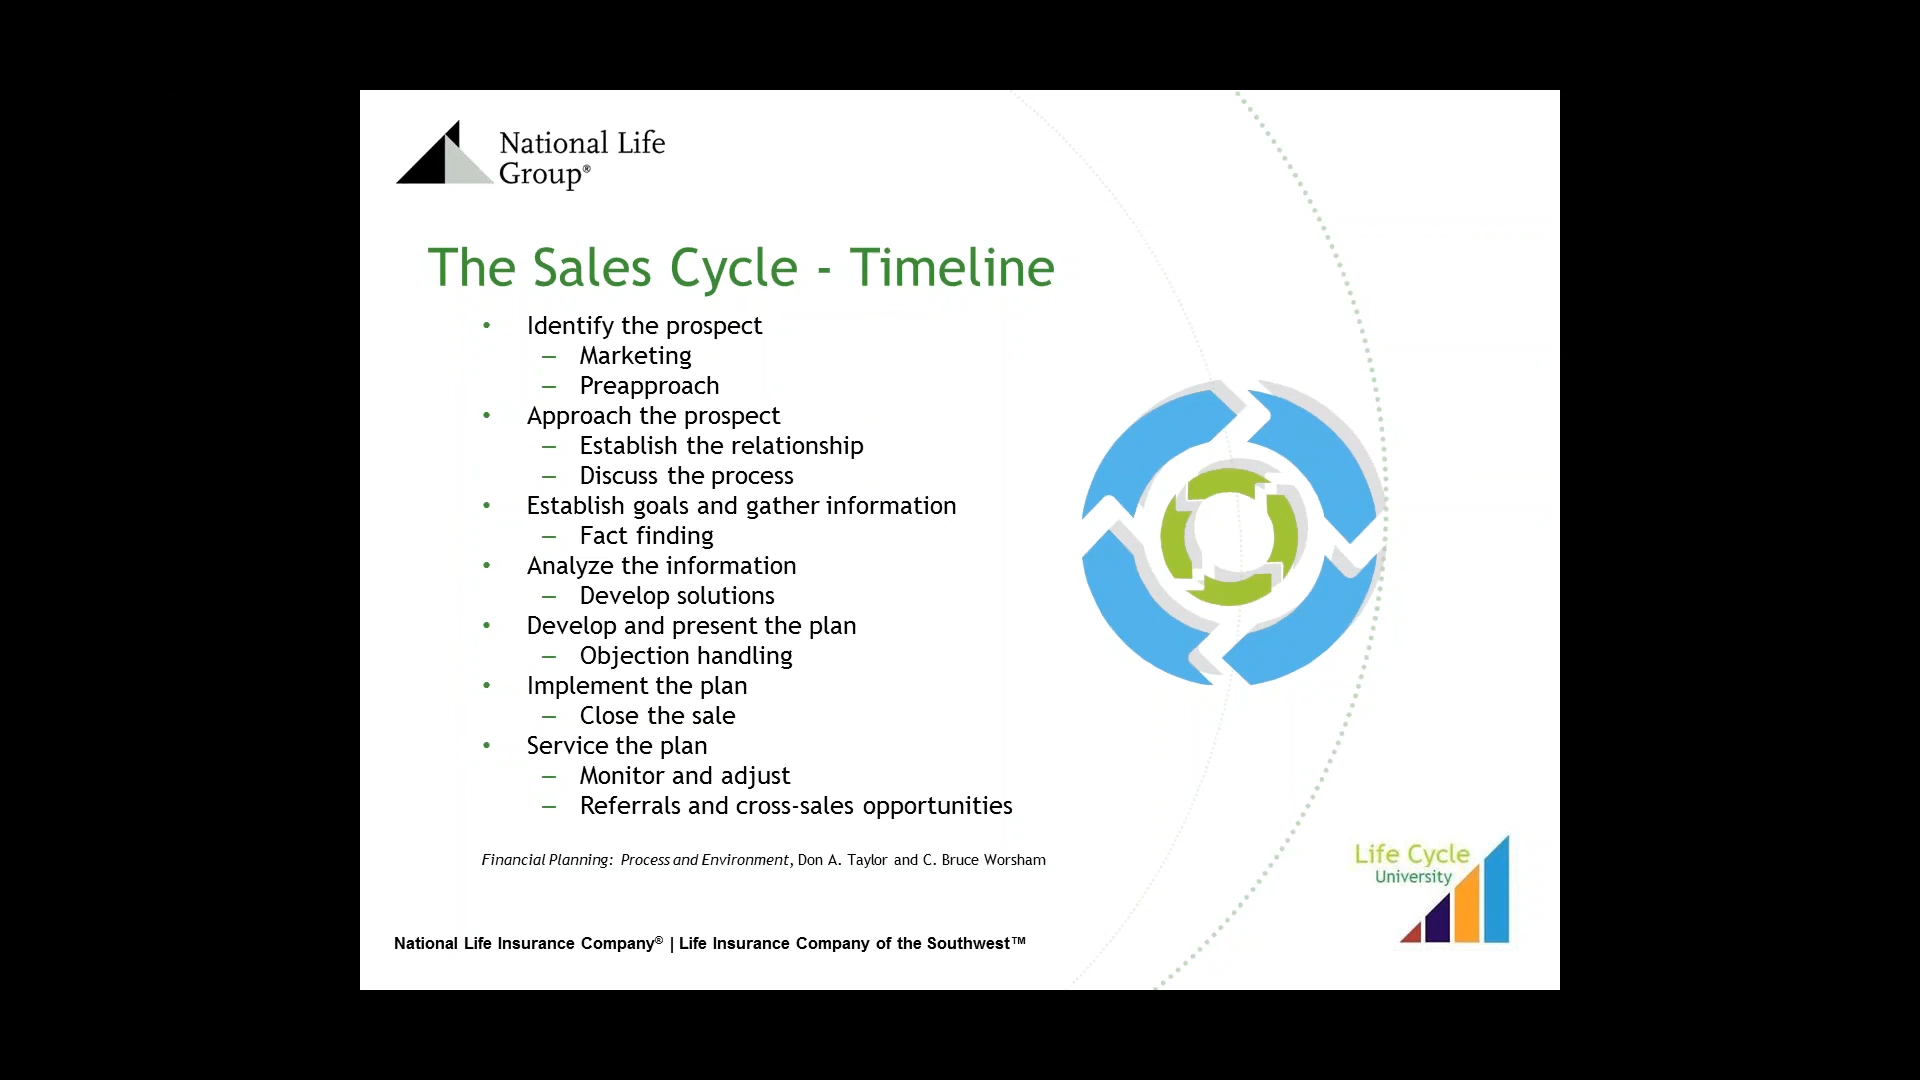 National Life
Group®
The Sales Cycle - Timeline
• Identify the prospect
– Marketing
– Preapproach
• Approach the prospect
– Establish the relationship
– Discuss the process
• Establish goals and gather information
– Fact finding
• Analyze the information
– Develop solutions
• Develop and present the plan
– Objection handling
• Implement the plan
– Close the sale
• Service the plan
– Monitor and adjust
– Referrals and cross-sales opportunities
Financial Planning: Process and Environment, Don A. Taylor and C. Bruce Worsham
Life Cycle
University
National Life Insurance Company® | Life Insurance Company of the Southwest™